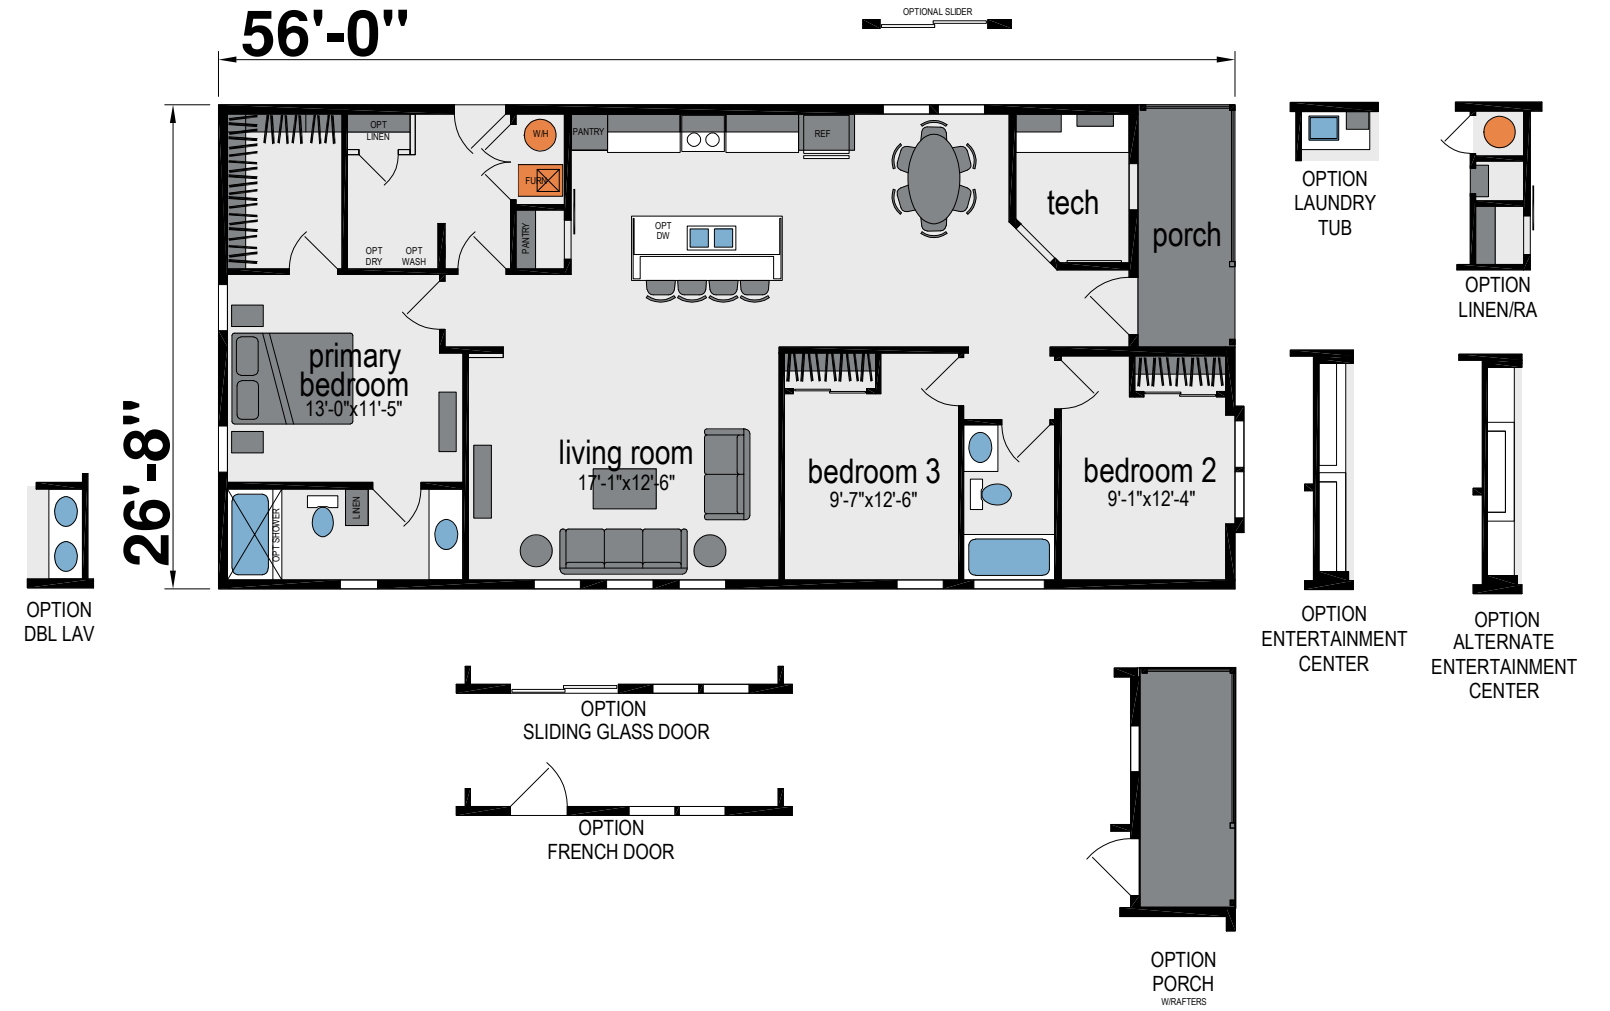 56'-0"
OPTIONAL SLIDER
26'-8"
OPT
LINEN
W/H
FURN
PANTRY
REF
PANTRY
OPT
DRY
OPT
WASH
OPT
DW
tech
porch
primary
bedroom
13'-0"x11'-5"
living room
17'-1"x12'-6"
bedroom 3
9'-7"x12'-6"
bedroom 2
9'-1"x12'-4"
OPT SHOWER
LINEN
OPTION
LAUNDRY
TUB
OPTION
LINEN/RA
OPTION
DBL LAV
OPTION
ENTERTAINMENT
CENTER
OPTION
ALTERNATE
ENTERTAINMENT
CENTER
OPTION
SLIDING GLASS DOOR
OPTION
FRENCH DOOR
OPTION
PORCH
W/RAFTERS